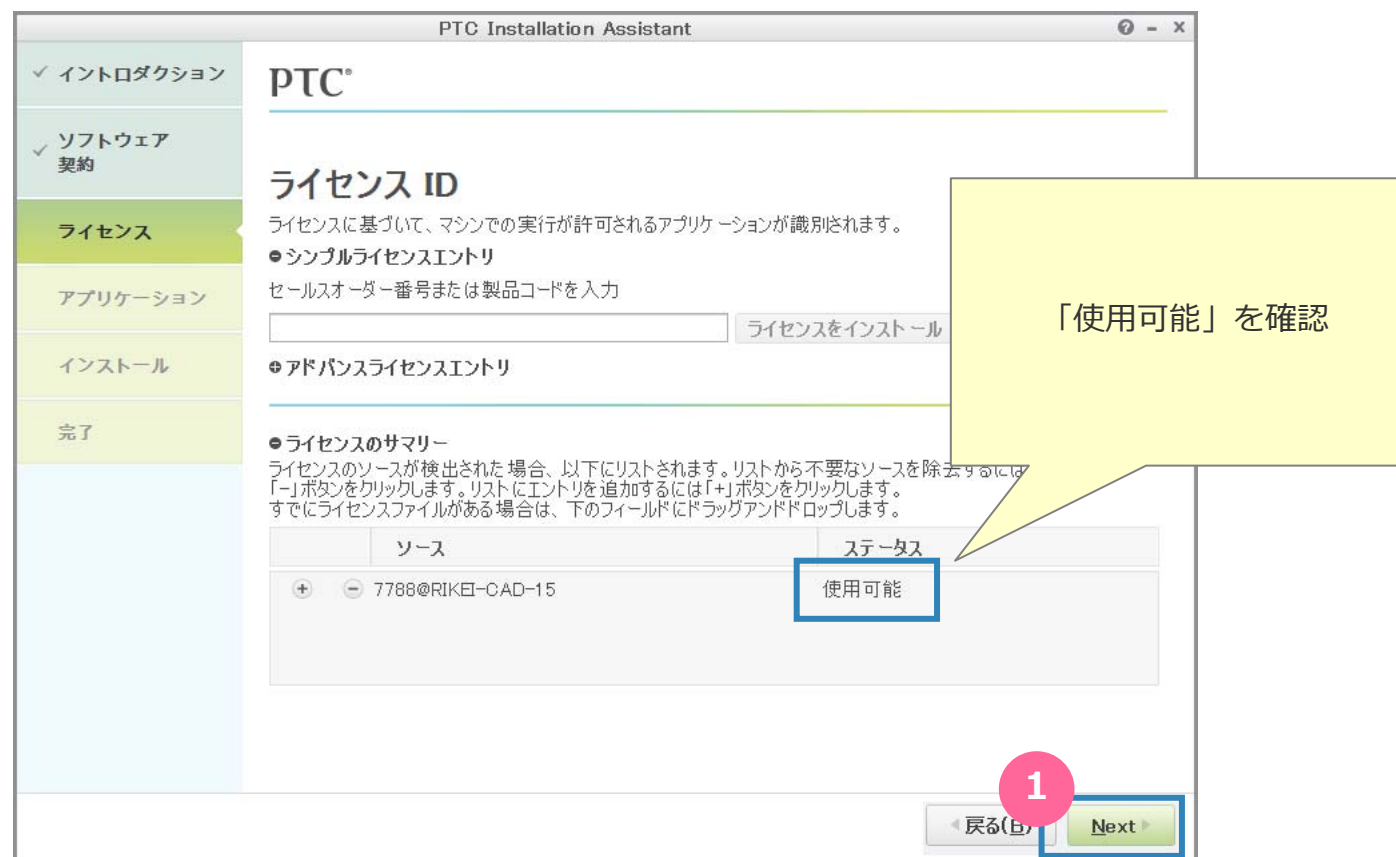 PTC Installation Assistant
イントロダクション
ソフトウェア
契約
ライセンス
アプリケーション
インストール
完了
PTC®
ライセンス ID
ライセンスに基づいて、マシンでの実行が許可されるアプリケーションが識別されます。
シンプルライセンスエントリ
セールスオーダー番号または製品コードを入力
ライセンスをインストール
アドバンスライセンスエントリ
「使用可能」を確認
ライセンスのサマリー
ライセンスのソースが検出された場合、以下にリストされます。リストから不要なソースを除去するには
「-」ボタンをクリックします。リストにエントリを追加するには「+」ボタンをクリックします。
すでにライセンスファイルがある場合は、下のフィールドにドラッグアンドドロップします。
ソース ステータス
7788@RIKEI-CAD-15 使用可能
1
戻る(B) Next